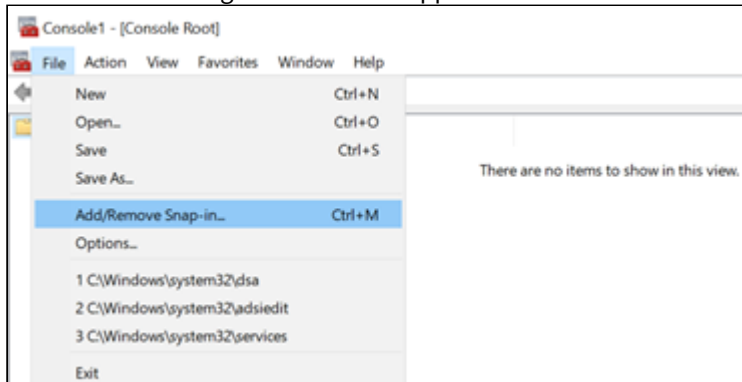 Console1 - [Console Root]
File Action View Favorites Window Help
New Ctrl+N
Open... Ctrl+O
Save Ctrl+S
Save As...
There are no items to show in this view.
Add/Remove Snap-in... Ctrl+M
Options...
1 C:\Windows\system32\dsa
2 C:\Windows\system32\adsiedit
3 C:\Windows\system32\services
Exit